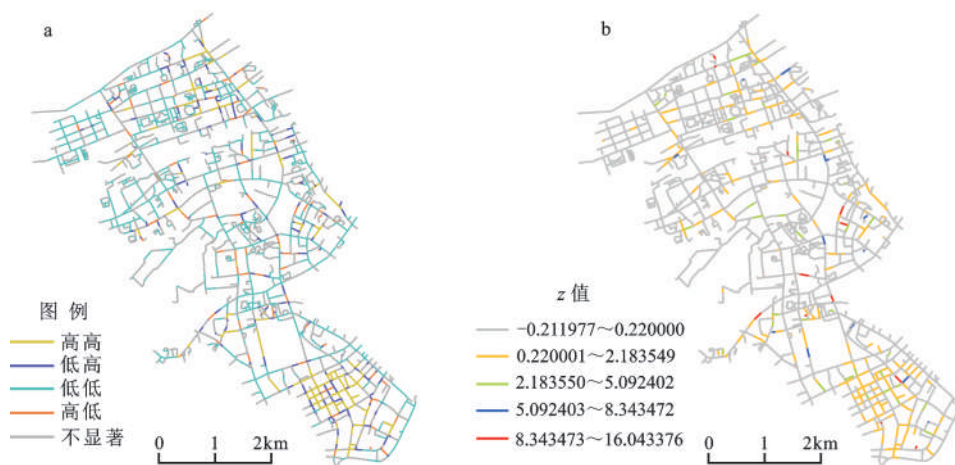 a
图 例
高高
低高
低低
高低
不显著
0 1 2km
b
z 值
−0.211977～0.220000
0.220001～2.183549
2.183550～5.092402
5.092403～8.343472
8.343473～16.043376
0 1 2km